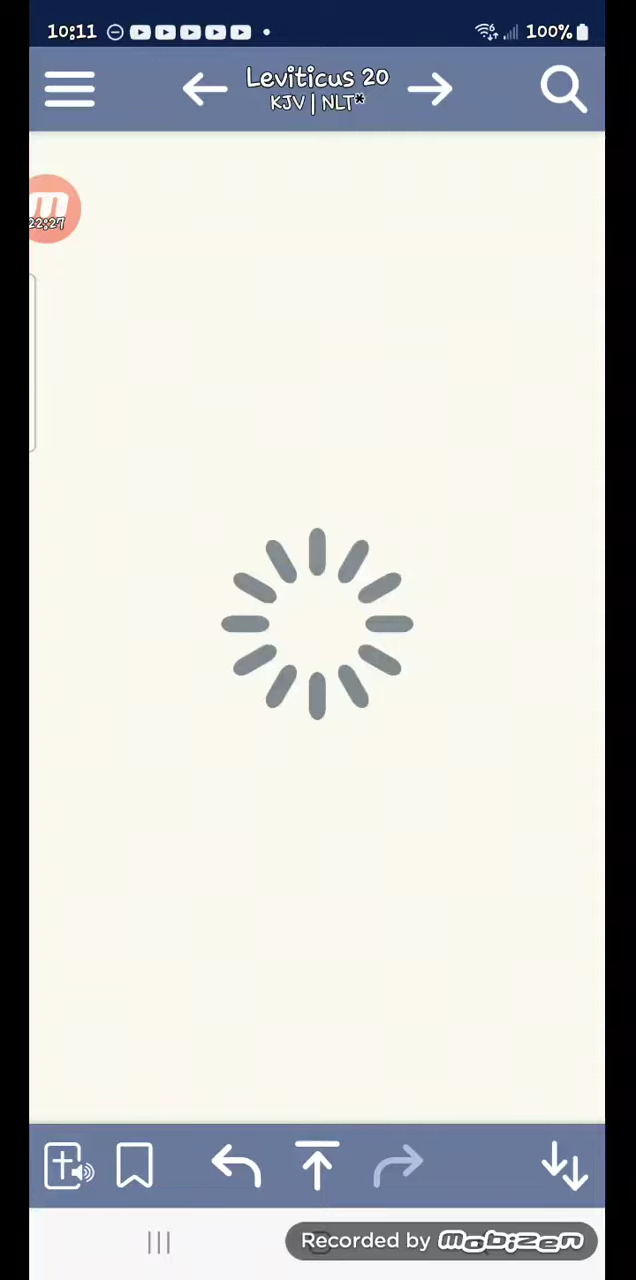 10:11
100%
Leviticus 20
KJV | NLT*
m
22:27
Recorded by mobizen